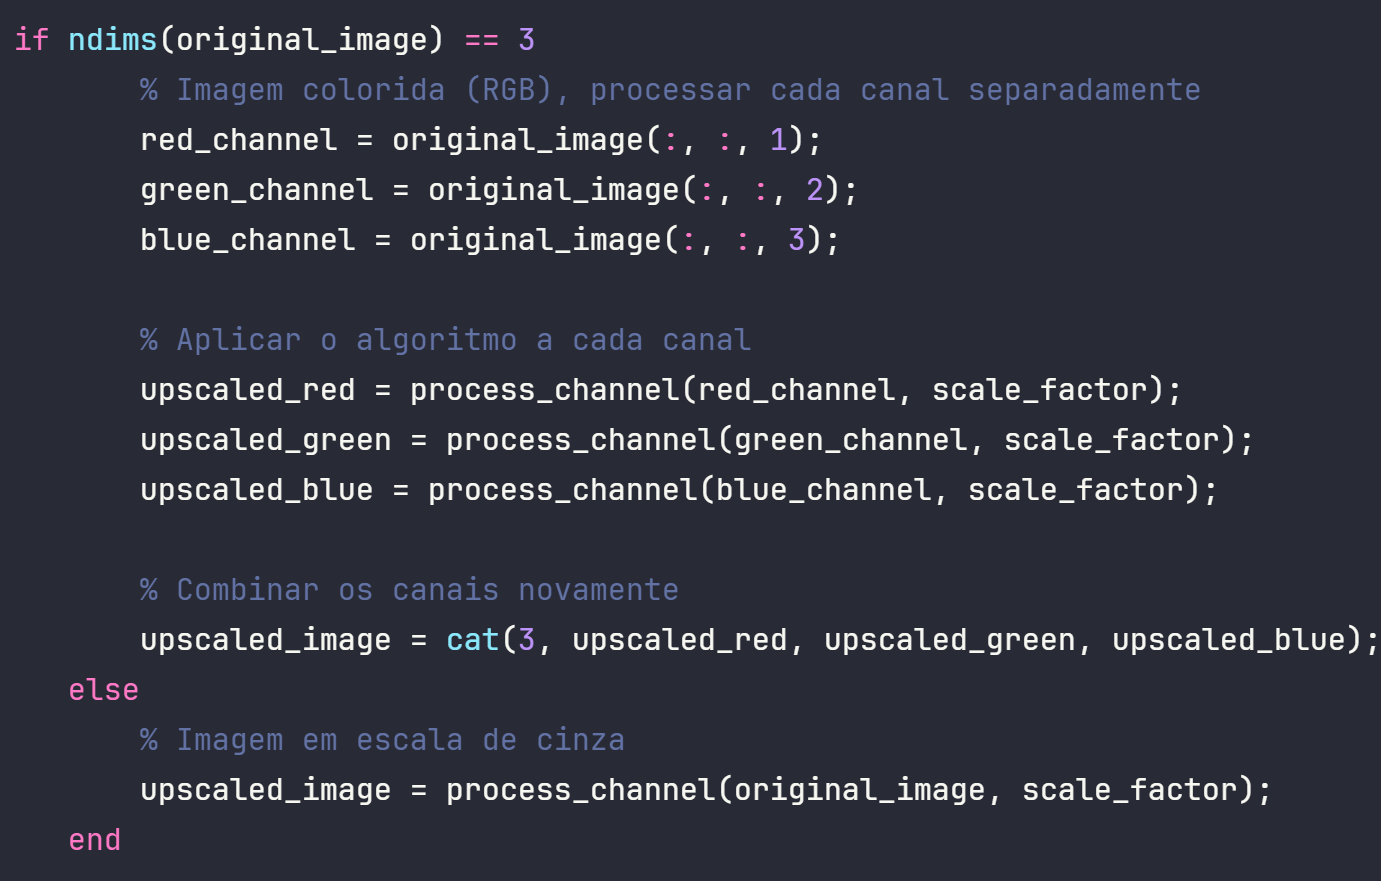 if ndims(original_image) == 3
% Imagem colorida (RGB), processar cada canal separadamente
red_channel = original_image(:, :, 1);
green_channel = original_image(:, :, 2);
blue_channel = original_image(:, :, 3);
% Aplicar o algoritmo a cada canal
upscaled_red = process_channel(red_channel, scale_factor);
upscaled_green = process_channel(green_channel, scale_factor);
upscaled_blue = process_channel(blue_channel, scale_factor);
% Combinar os canais novamente
upscaled_image = cat(3, upscaled_red, upscaled_green, upscaled_blue);
else
% Imagem em escala de cinza
upscaled_image = process_channel(original_image, scale_factor);
end